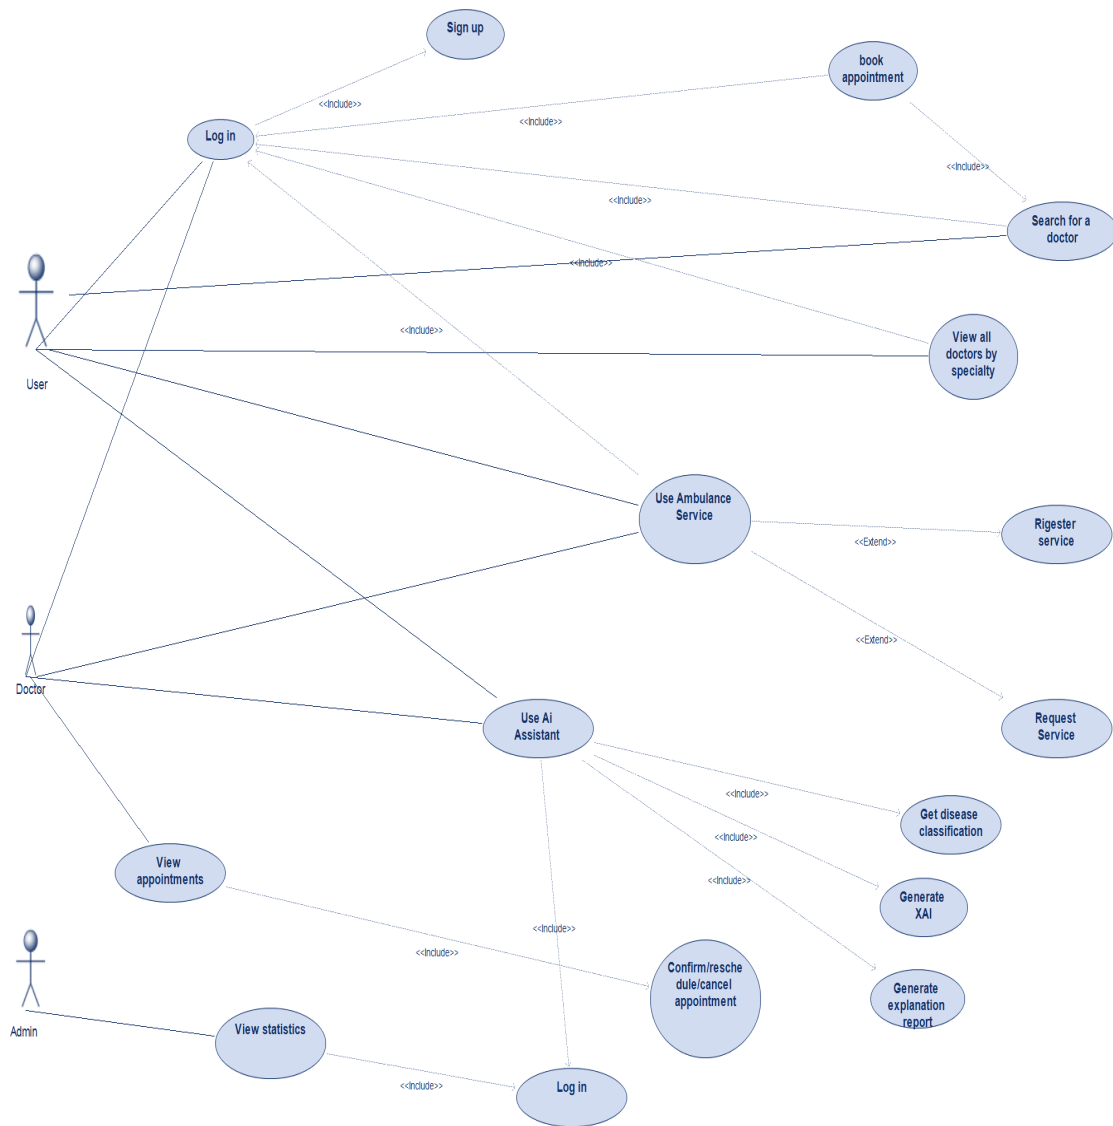 Sign up
book
appointment
<<Include>>
<<Include>>
Log in
<<Include>>
<<Include>>
Search for a
doctor
<<Include>>
<<Include>>
View all
doctors by
specialty
User
Use Ambulance
Service
Rigester
service
<<Extend>>
<<Extend>>
Doctor
Use Ai
Assistant
Request
Service
<<Include>>
Get disease
classification
<<Include>>
View
appointments
<<Include>>
Generate
XAI
<<Include>>
<<Include>>
Confirm/resche
dule/cancel
appointment
Generate
explanation
report
Admin
View statistics
<<Include>>
Log in